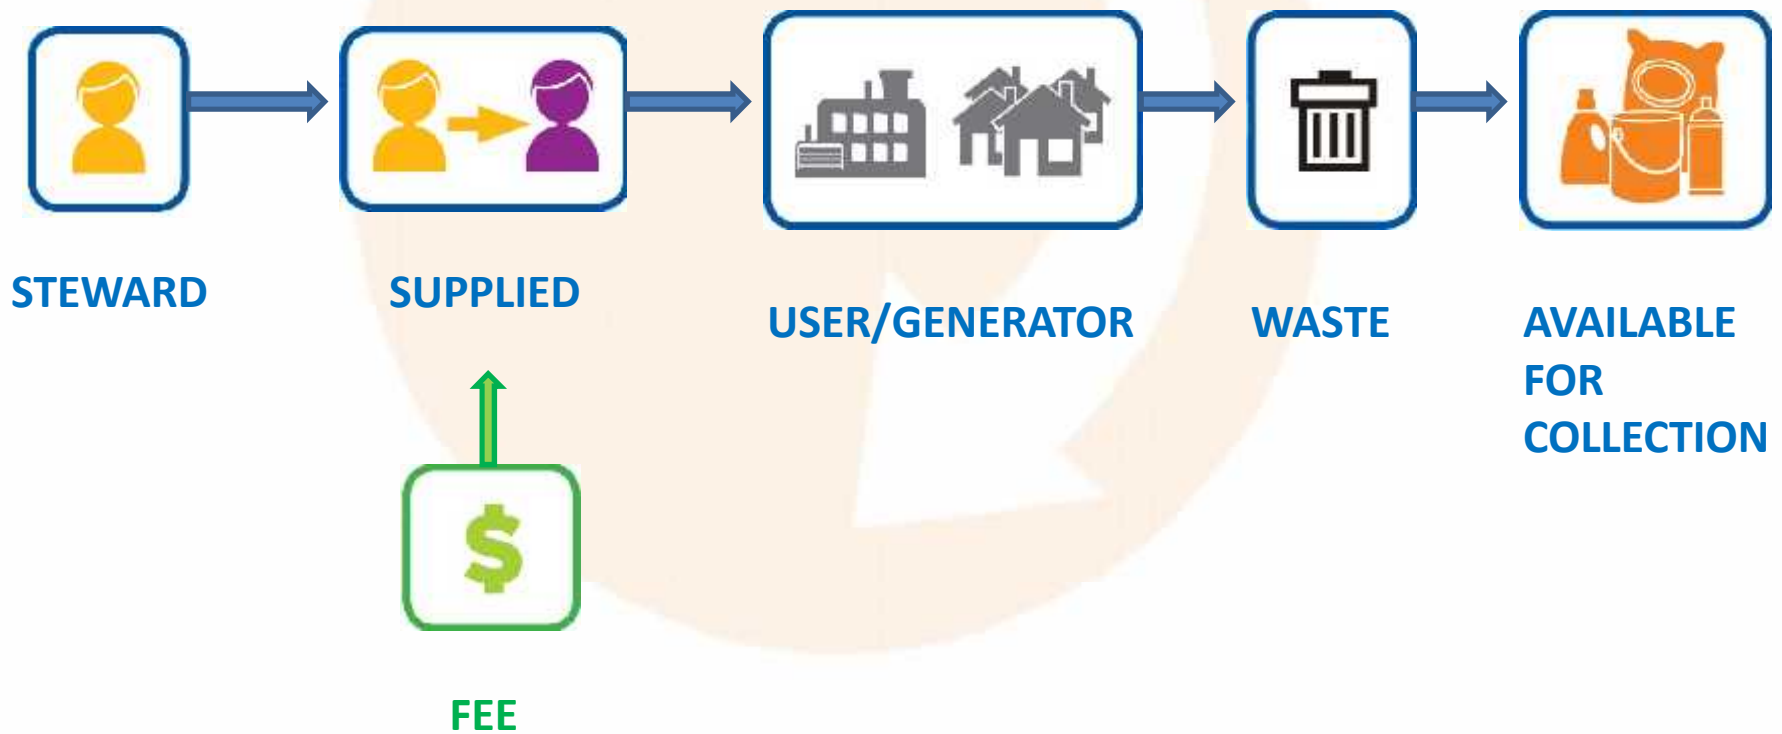 STEWARD
SUPPLIED
USER/GENERATOR
WASTE
AVAILABLE
FOR
COLLECTION
$
FEE